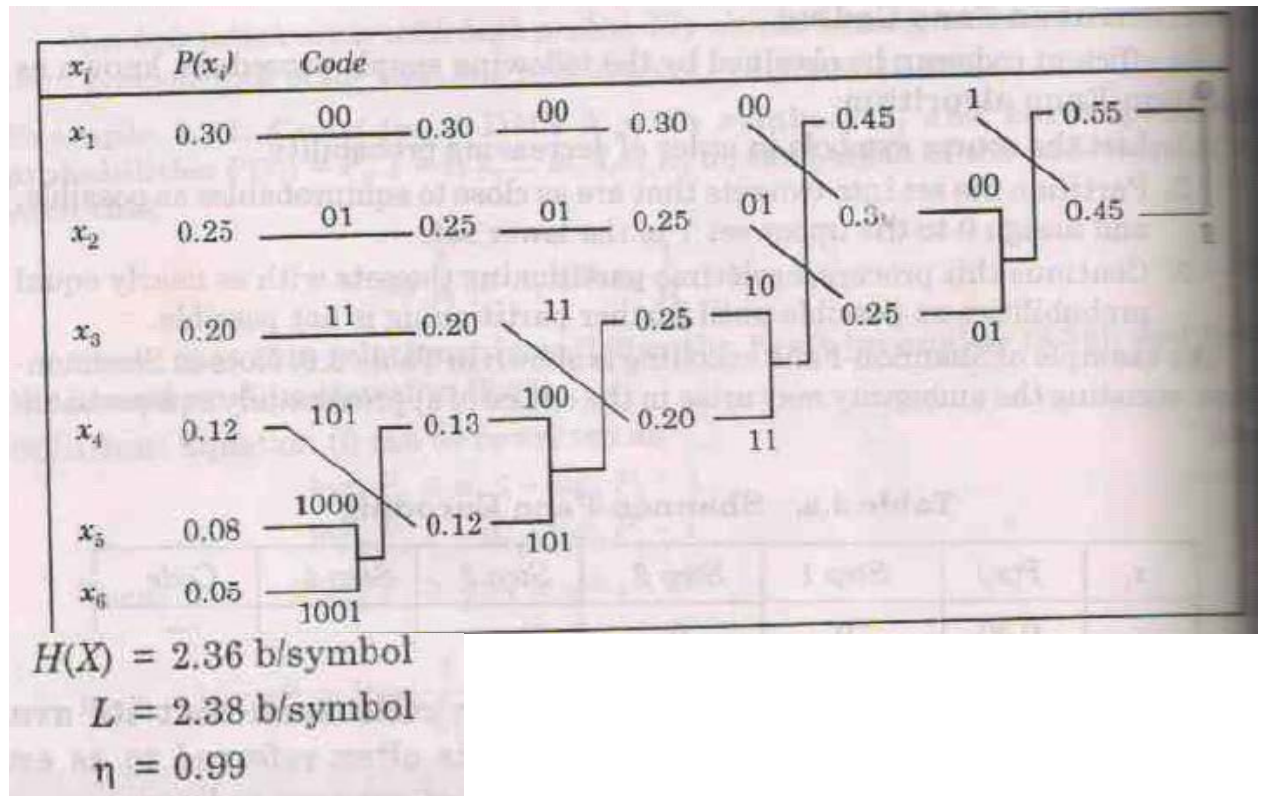 xᵢ P(xᵢ) Code
x₁ 0.30 00 0.30 00 0.30 00 0.45 1 0.55
x₂ 0.25 01 0.25 01 0.25 01 0.3 00 0.45
x₃ 0.20 11 0.20 11 0.25 10 0.25 01
x₄ 0.12 101 0.13 100 0.20 11
x₅ 0.08 1000 0.12 101
x₆ 0.05 1001
H(X) = 2.36 b/symbol
L = 2.38 b/symbol
η = 0.99